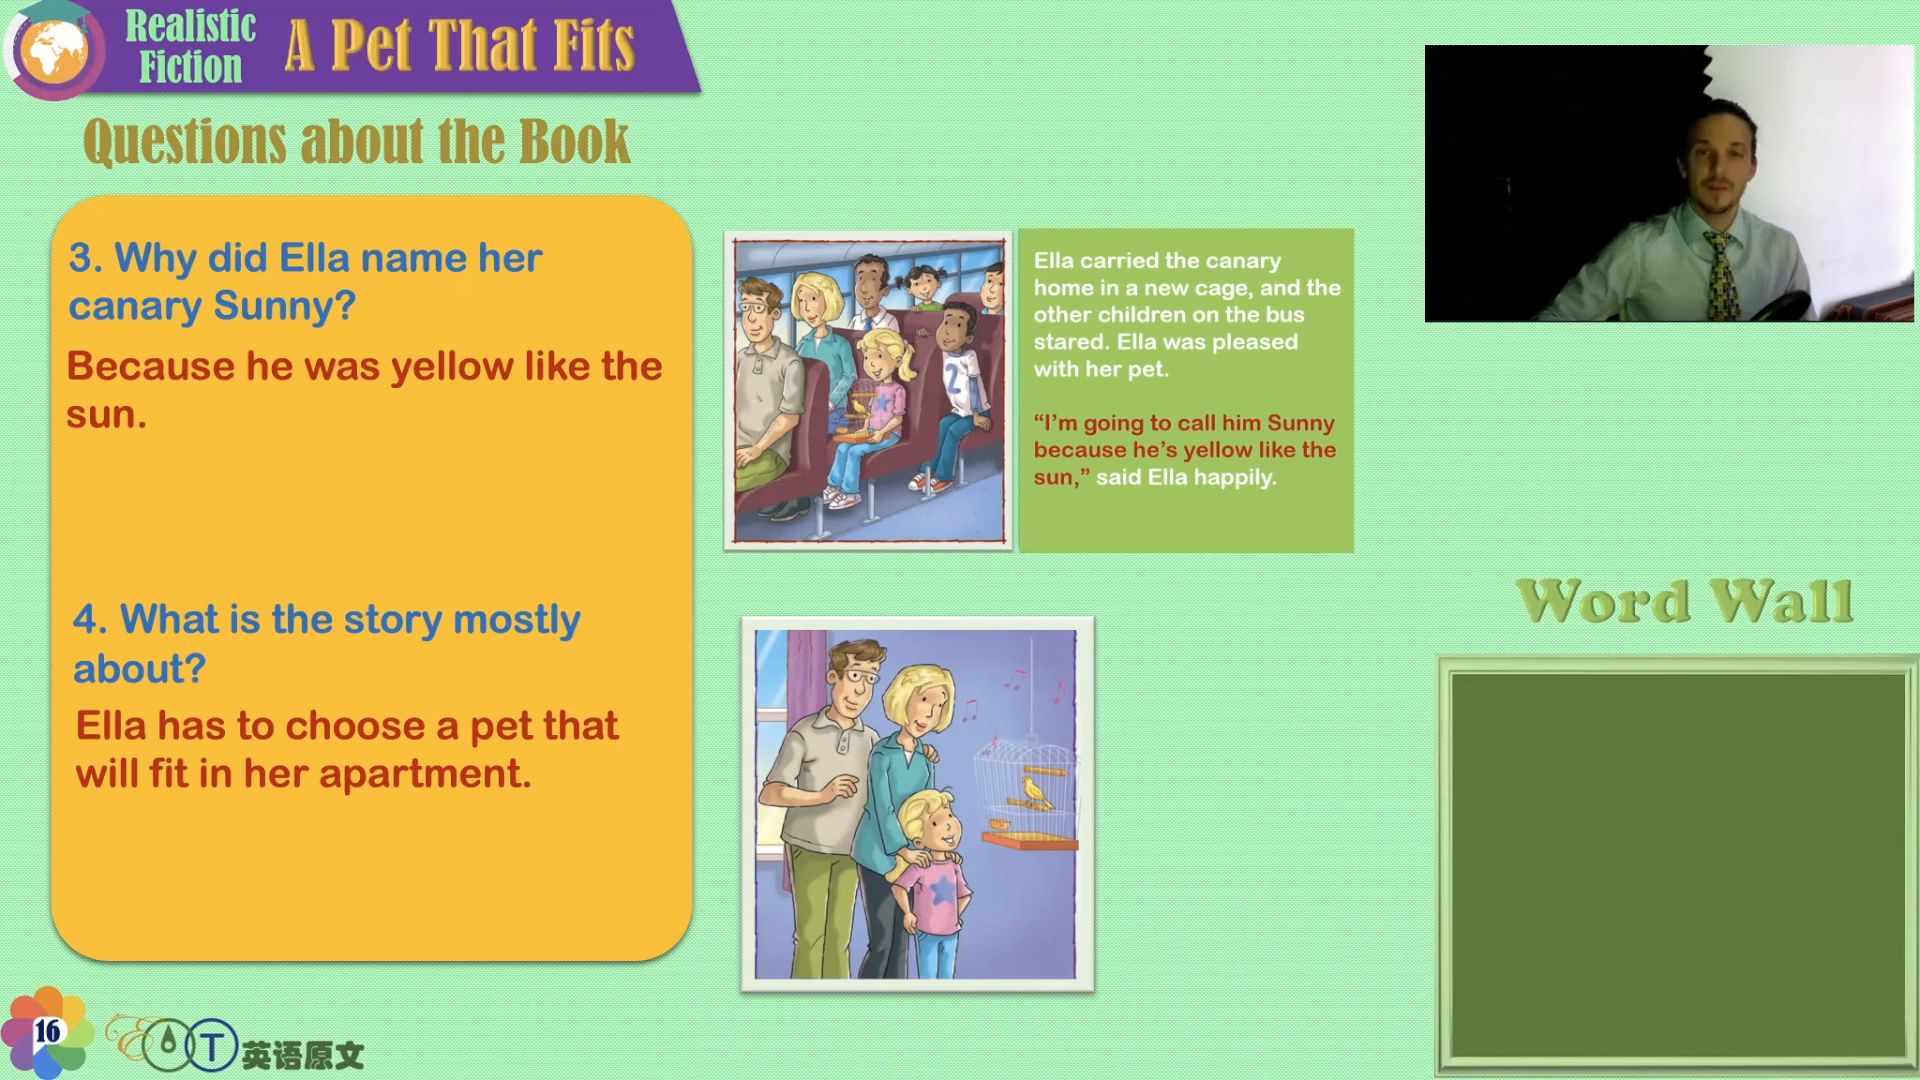 Realistic
Fiction
A Pet That Fits
Questions about the Book
3. Why did Ella name her
canary Sunny?
Because he was yellow like the
sun.
4. What is the story mostly
about?
Ella has to choose a pet that
will fit in her apartment.
2
Ella carried the canary
home in a new cage, and the
other children on the bus
stared. Ella was pleased
with her pet.
“I’m going to call him Sunny
because he’s yellow like the
sun,” said Ella happily.
Word Wall
16
E T 英语原文